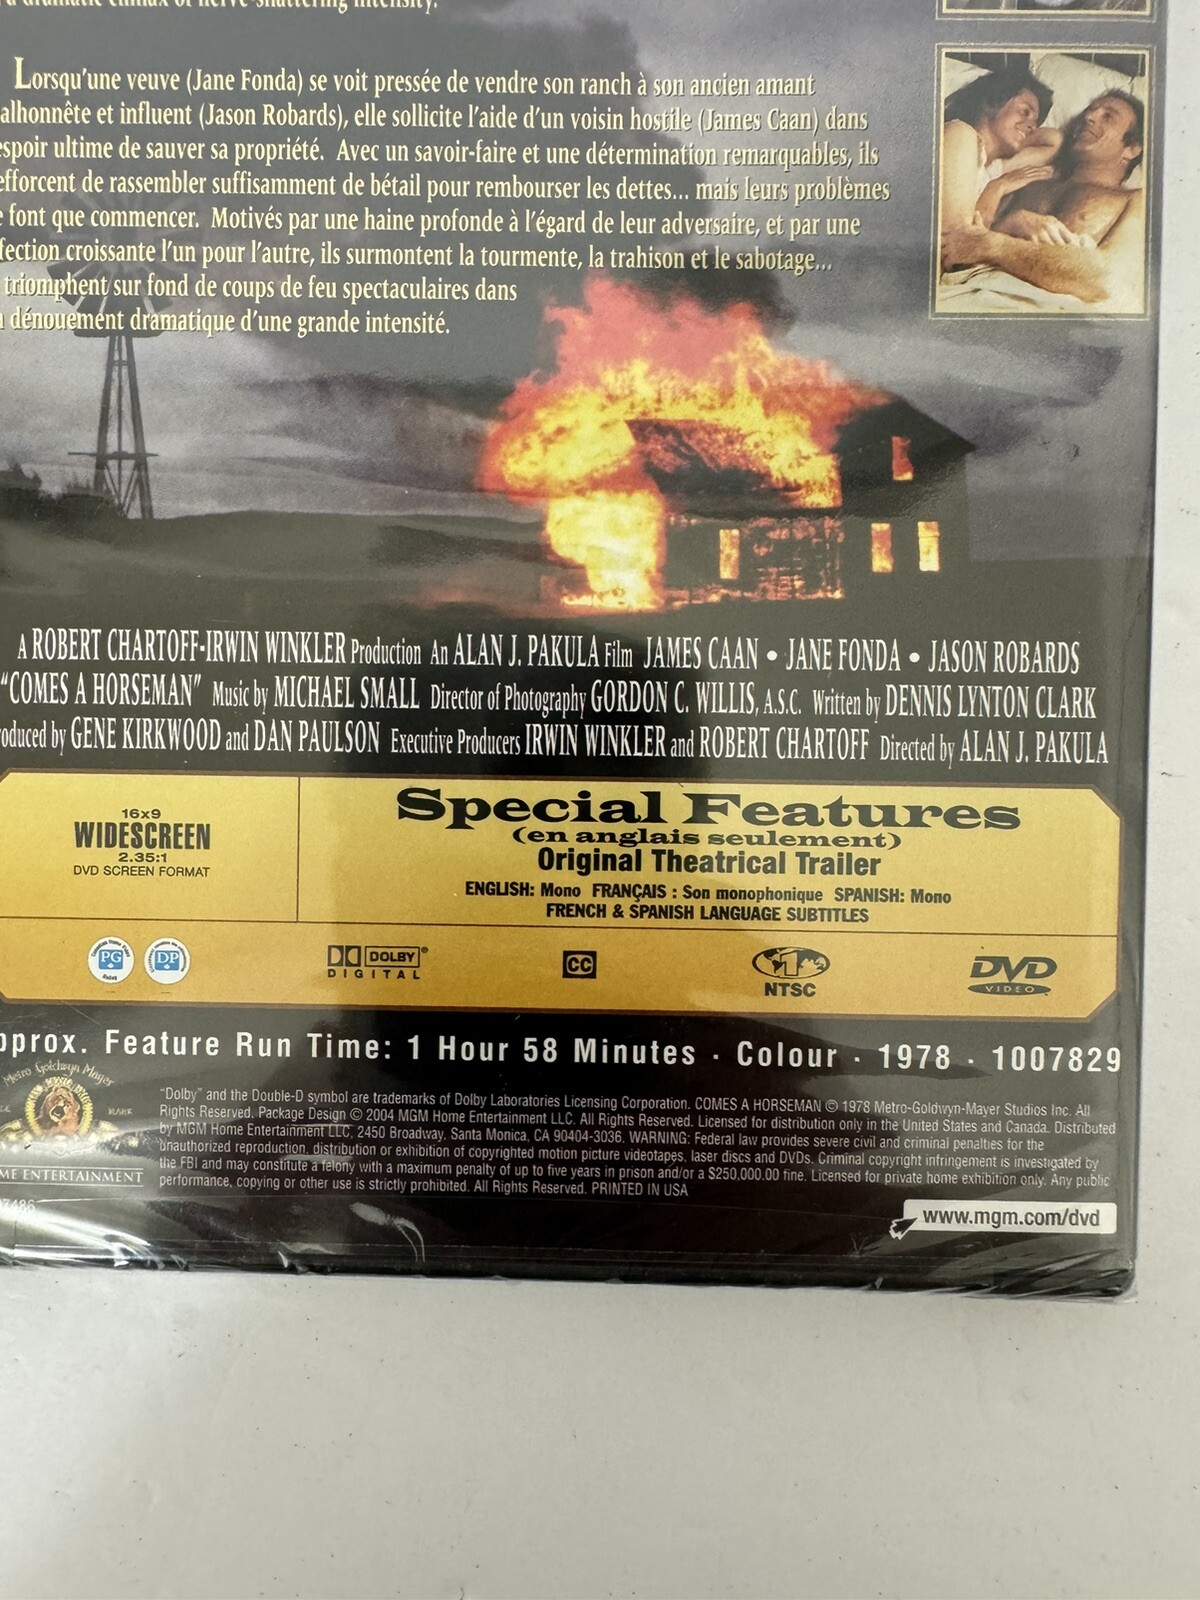 a dramatic climax of nerve-shattering intensity.
Lorsqu'une veuve (Jane Fonda) se voit pressée de vendre son ranch à son ancien amant
alhonnête et influent (Jason Robards), elle sollicite l'aide d'un voisin hostile (James Caan) dans
espoir ultime de sauver sa propriété. Avec un savoir-faire et une détermination remarquables, ils
efforcent de rassembler suffisamment de bétail pour rembourser les dettes... mais leurs problèmes
e font que commencer. Motivés par une haine profonde à l'égard de leur adversaire, et par une
fection croissante l'un pour l'autre, ils surmontent la tourmente, la trahison et le sabotage...
triomphent sur fond de coups de feu spectaculaires dans
n dénouement dramatique d'une grande intensité.
A ROBERT CHARTOFF-IRWIN WINKLER Production An ALAN J. PAKULA Film JAMES CAAN • JANE FONDA • JASON ROBARDS
"COMES A HORSEMAN" Music by MICHAEL SMALL Director of Photography GORDON C. WILLIS, A.S.C. Written by DENNIS LYNTON CLARK
oduced by GENE KIRKWOOD and DAN PAULSON Executive Producers IRWIN WINKLER and ROBERT CHARTOFF Directed by ALAN J. PAKULA
16x9
WIDESCREEN
2.35:1
DVD SCREEN FORMAT
Special Features
(en anglais seulement)
Original Theatrical Trailer
ENGLISH: Mono FRANÇAIS : Son monophonique SPANISH: Mono
FRENCH & SPANISH LANGUAGE SUBTITLES
PG
DP
DOLBY
DIGITAL
CC
1
NTSC
DVD
VIDEO
pprox. Feature Run Time: 1 Hour 58 Minutes · Colour · 1978 · 1007829
Metro Goldwyn Mayer
MARK
ME ENTERTAINMENT
"Dolby" and the Double-D symbol are trademarks of Dolby Laboratories Licensing Corporation. COMES A HORSEMAN © 1978 Metro-Goldwyn-Mayer Studios Inc. All
Rights Reserved. Package Design © 2004 MGM Home Entertainment LLC. All Rights Reserved. Licensed for distribution only in the United States and Canada. Distributed
by MGM Home Entertainment LLC, 2450 Broadway, Santa Monica, CA 90404-3036. WARNING: Federal law provides severe civil and criminal penalties for the
unauthorized reproduction, distribution or exhibition of copyrighted motion picture videotapes, laser discs and DVDs. Criminal copyright infringement is investigated by
the FBI and may constitute a felony with a maximum penalty of up to five years in prison and/or a $250,000.00 fine. Licensed for private home exhibition only. Any public
performance, copying or other use is strictly prohibited. All Rights Reserved. PRINTED IN USA
www.mgm.com/dvd